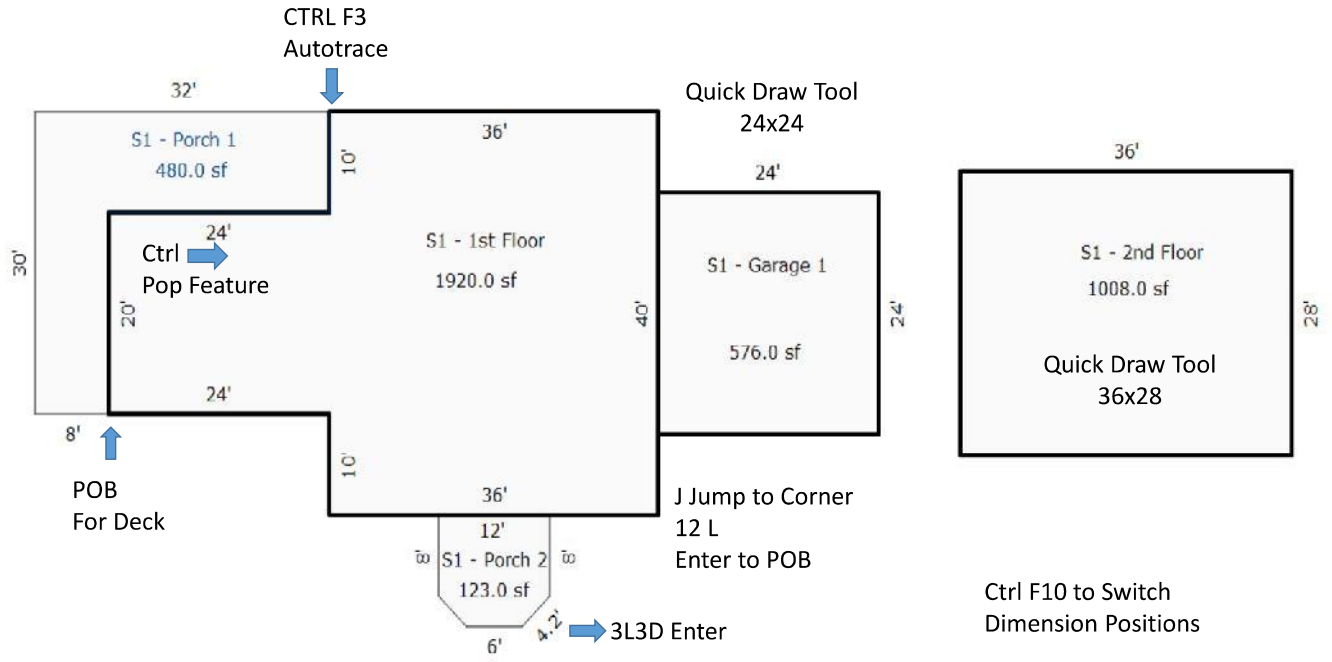 CTRL F3
Autotrace
32'
S1 - Porch 1
480.0 sf
36'
10'
Quick Draw Tool
24x24
24'
36'
30'
24'
Ctrl
Pop Feature
20'
S1 - 1st Floor
1920.0 sf
40'
S1 - Garage 1
576.0 sf
24'
S1 - 2nd Floor
1008.0 sf
28'
Quick Draw Tool
36x28
24'
8'
10'
POB
For Deck
36'
J Jump to Corner
12 L
Enter to POB
12'
8'
S1 - Porch 2
8'
123.0 sf
6'
4.2'
3L3D Enter
Ctrl F10 to Switch
Dimension Positions